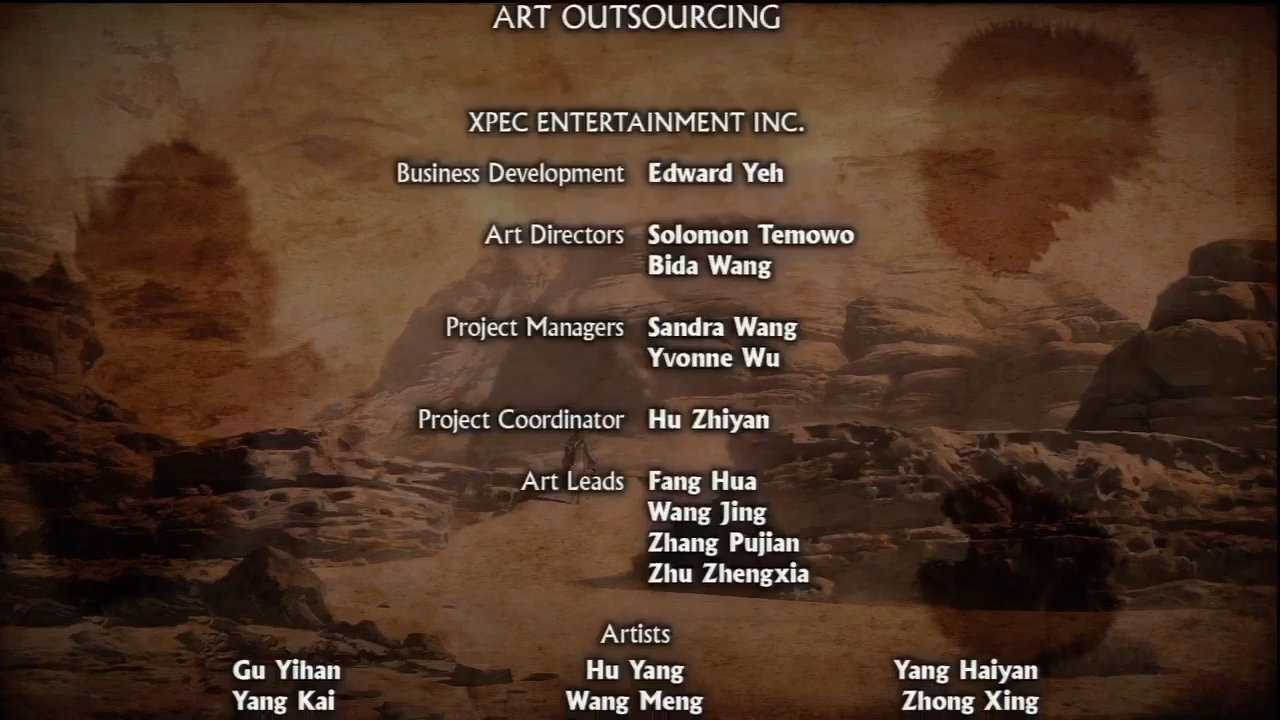 ART OUTSOURCING
XPEC ENTERTAINMENT INC.
Business Development Edward Yeh
Art Directors Solomon Temowo
Bida Wang
Project Managers Sandra Wang
Yvonne Wu
Project Coordinator Hu Zhiyan
Art Leads Fang Hua
Wang Jing
Zhang Pujian
Zhu Zhengxia
Artists
Gu Yihan Hu Yang Yang Haiyan
Yang Kai Wang Meng Zhong Xing